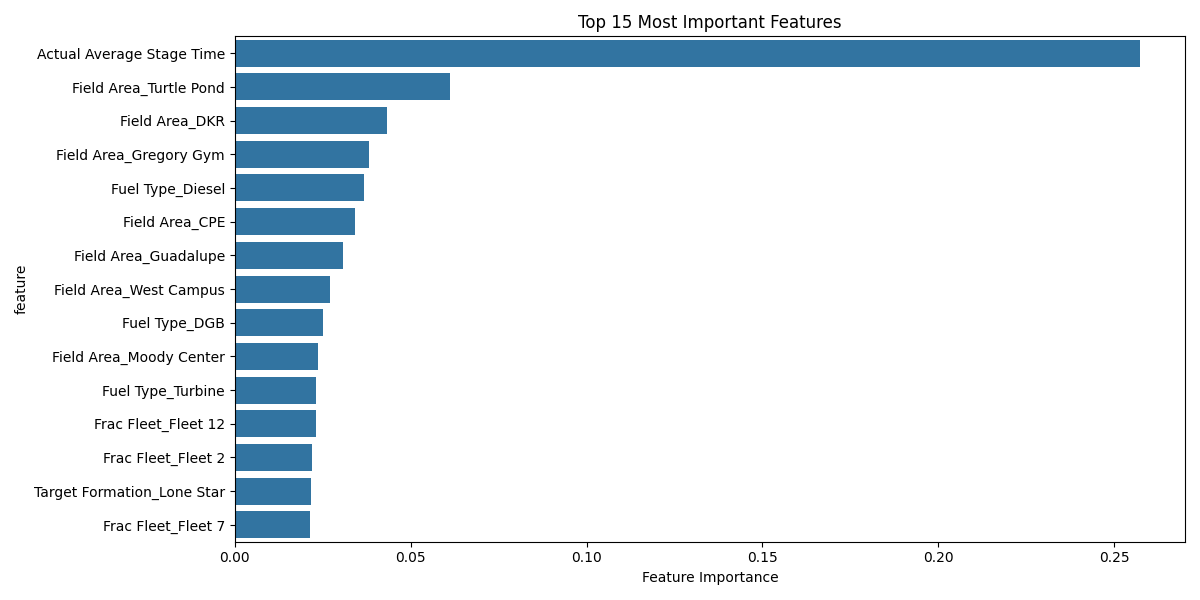 Top 15 Most Important Features
Actual Average Stage Time
Field Area_Turtle Pond
Field Area_DKR
Field Area_Gregory Gym
Fuel Type_Diesel
Field Area_CPE
Field Area_Guadalupe
Field Area_West Campus
Fuel Type_DGB
Field Area_Moody Center
Fuel Type_Turbine
Frac Fleet_Fleet 12
Frac Fleet_Fleet 2
Target Formation_Lone Star
Frac Fleet_Fleet 7
feature
0.00 0.05 0.10 0.15 0.20 0.25
Feature Importance